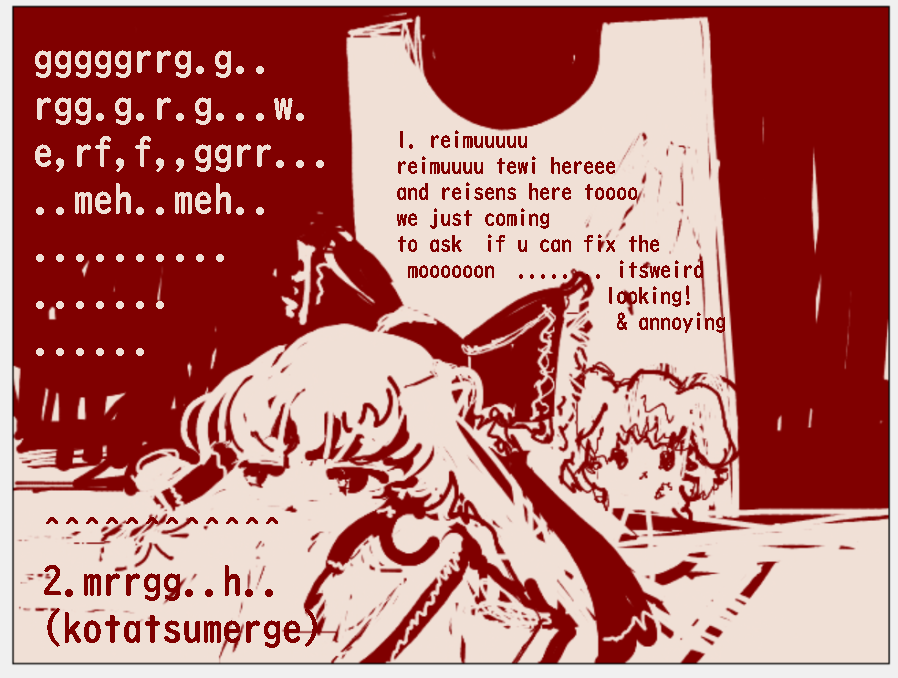 gggggrrg.g..
rgg.g.r.g...w.
e,rf,f,,ggrr...
..meh..meh..
..........
.......
......
1. reimuuuuu
reimuuuu tewi hereee
and reisens here toooo
we just coming
to ask if u can fix the
moooooon ........ itsweird
looking!
& annoying
^^^^^^^^^^^^
2.mrrgg..h..
(kotatsumerge)